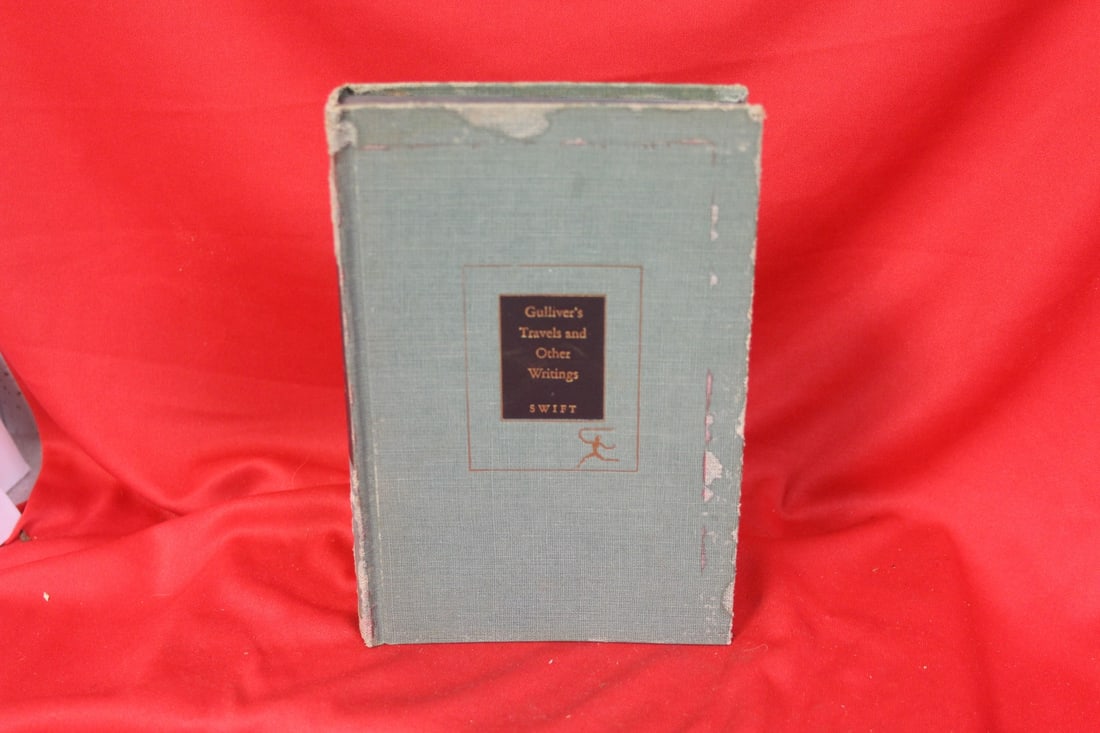 Gulliver's
Travels and
Other
Writings
SWIFT